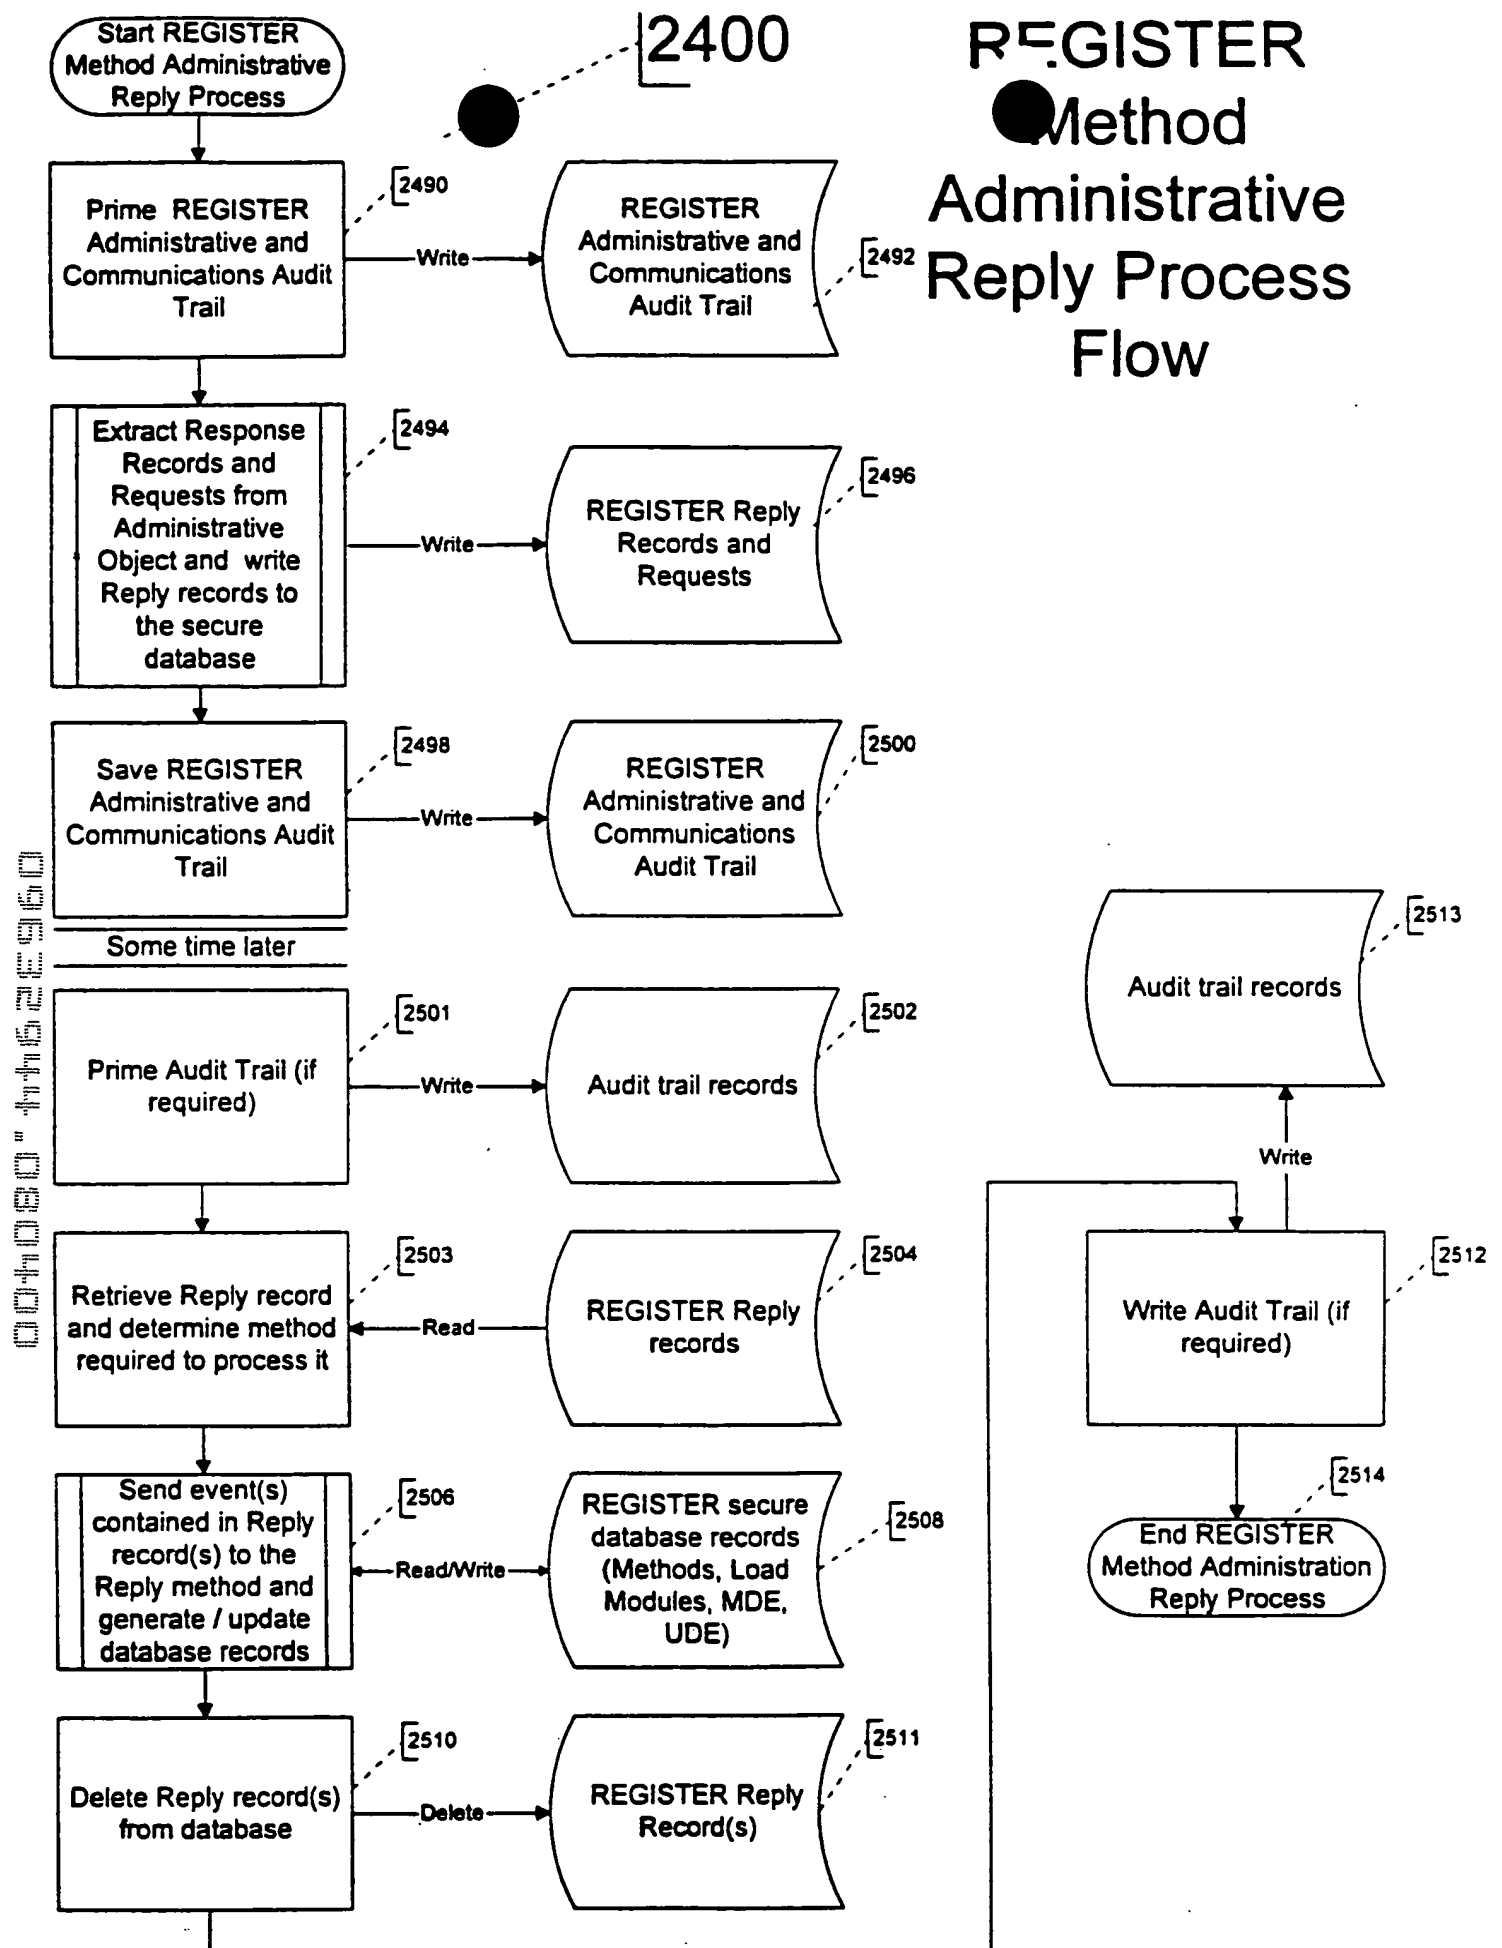 Start REGISTER
Method Administrative
Reply Process
2400
REGISTER
Method
Administrative
Reply Process
Flow
2490
Prime REGISTER
Administrative and
Communications Audit
Trail
Write
REGISTER
Administrative and
Communications
Audit Trail
2492
Extract Response
Records and
Requests from
Administrative
Object and write
Reply records to
the secure
database
2494
Write
REGISTER Reply
Records and
Requests
2496
Save REGISTER
Administrative and
Communications Audit
Trail
2498
Write
REGISTER
Administrative and
Communications
Audit Trail
2500
Some time later
Prime Audit Trail (if
required)
2501
Write
Audit trail records
2502
Retrieve Reply record
and determine method
required to process it
2503
Read
REGISTER Reply
records
2504
Send event(s)
contained in Reply
record(s) to the
Reply method and
generate / update
database records
2506
Read/Write
REGISTER secure
database records
(Methods, Load
Modules, MDE,
UDE)
2508
Delete Reply record(s)
from database
2510
Delete
REGISTER Reply
Record(s)
2511
Audit trail records
2513
Write
Write Audit Trail (if
required)
2512
2514
End REGISTER
Method Administration
Reply Process